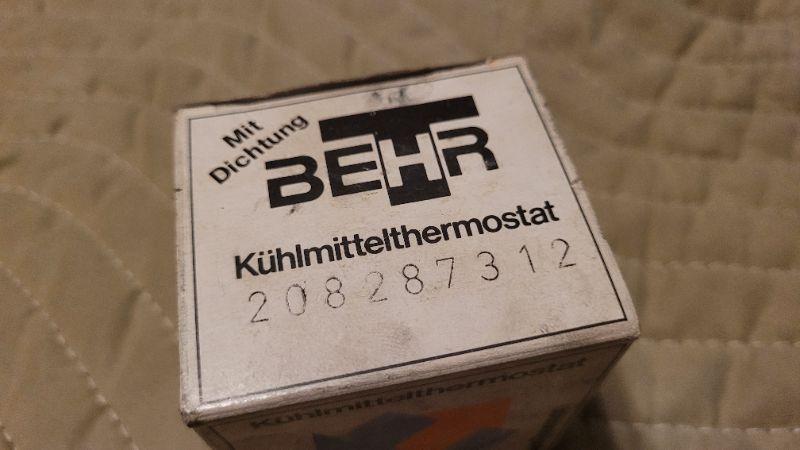 Mit
Dichtung
BEHR
Kühlmittelthermostat
208287312
Kühlmittelthermostat